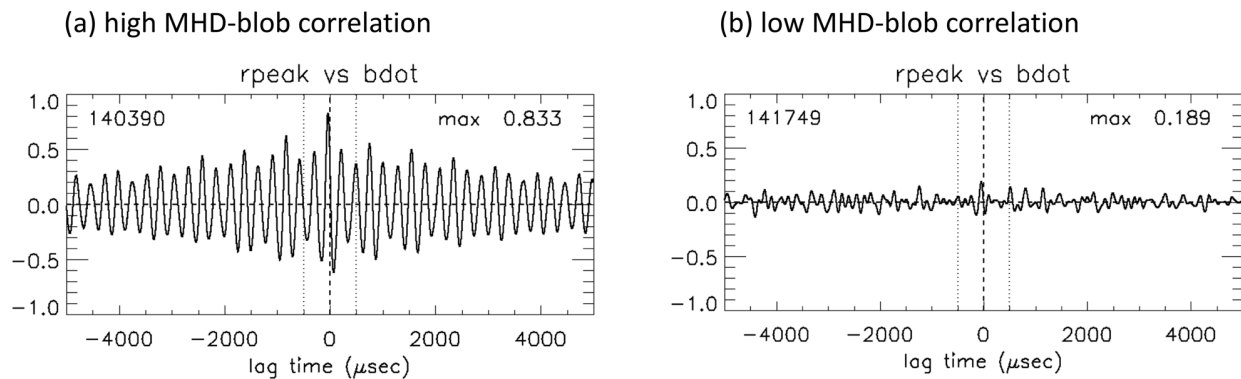 (a) high MHD-blob correlation
rpeak vs bdot
1.0
0.5
0.0
−0.5
−1.0
140390
max 0.833
−4000 −2000 0 2000 4000
lag time (μsec)
(b) low MHD-blob correlation
rpeak vs bdot
1.0
0.5
0.0
−0.5
−1.0
141749
max 0.189
−4000 −2000 0 2000 4000
lag time (μsec)